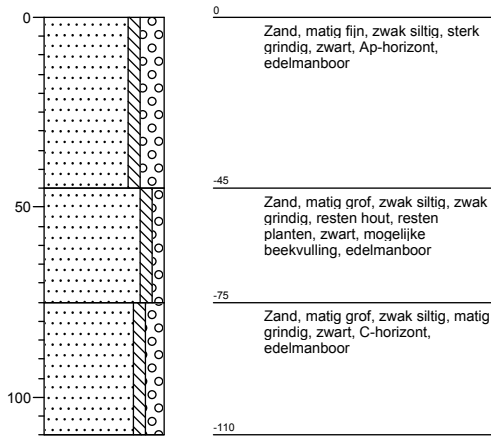 0
0
Zand, matig fijn, zwak siltig, sterk
grindig, zwart, Ap-horizont,
edelmanboor
-45
50
Zand, matig grof, zwak siltig, zwak
grindig, resten hout, resten
planten, zwart, mogelijke
beekvulling, edelmanboor
-75
Zand, matig grof, zwak siltig, matig
grindig, zwart, C-horizont,
edelmanboor
100
-110